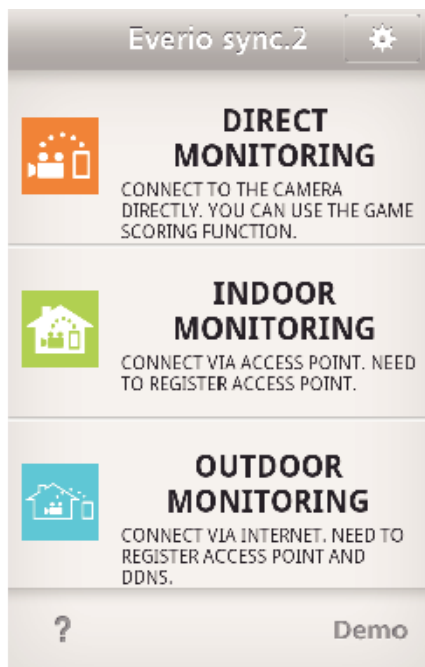 Everio sync.2
DIRECT
MONITORING
CONNECT TO THE CAMERA
DIRECTLY. YOU CAN USE THE GAME
SCORING FUNCTION.
INDOOR
MONITORING
CONNECT VIA ACCESS POINT. NEED
TO REGISTER ACCESS POINT.
OUTDOOR
MONITORING
CONNECT VIA INTERNET. NEED TO
REGISTER ACCESS POINT AND
DDNS.
? Demo